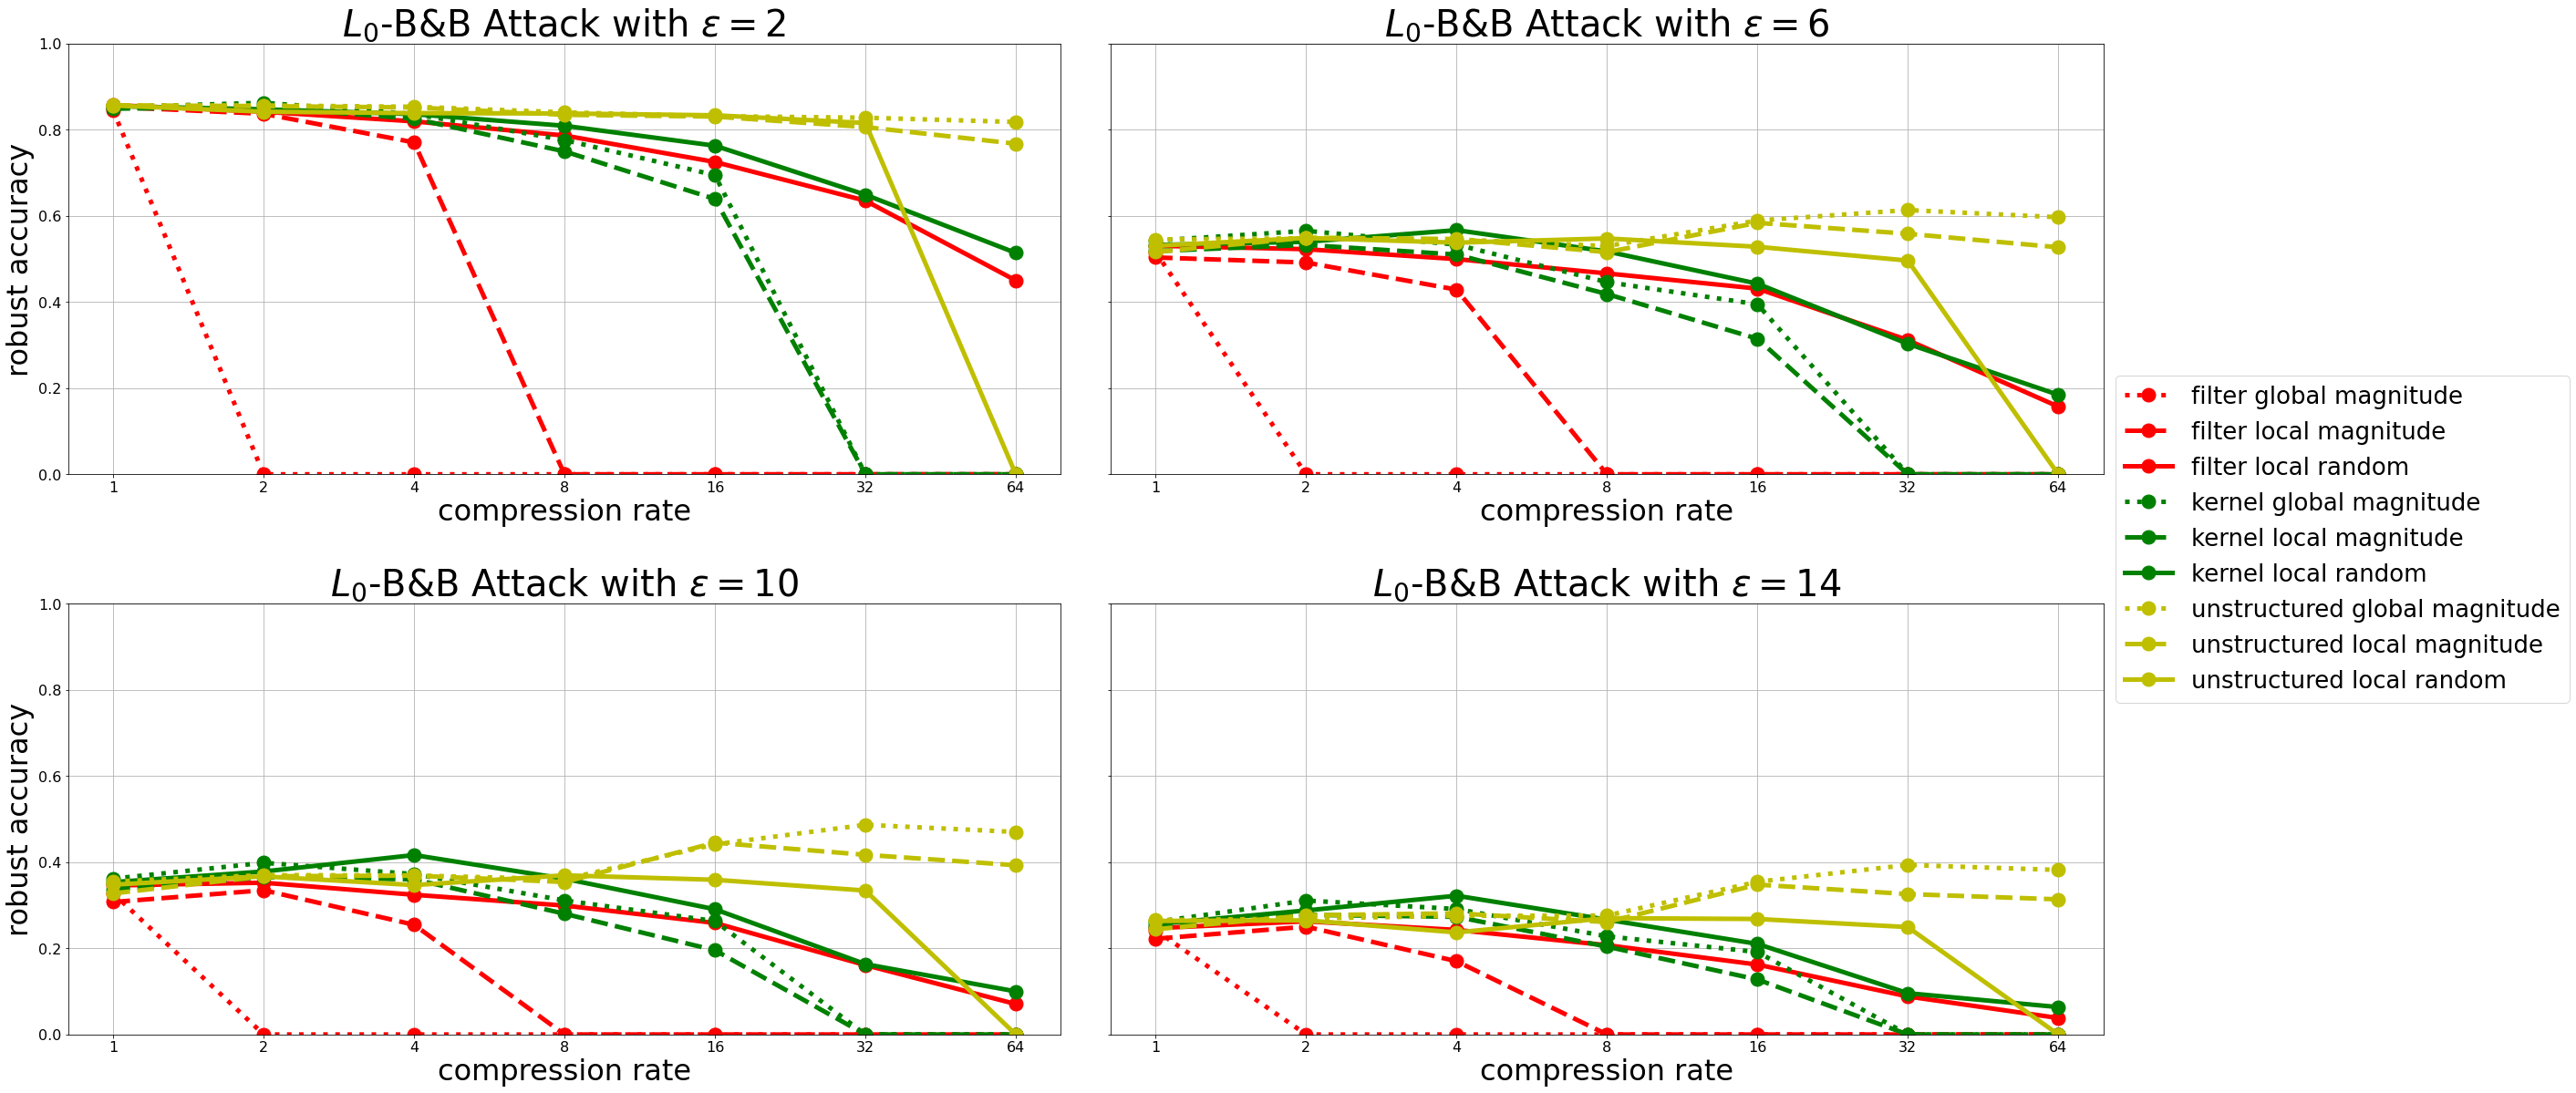 L0-B&B Attack with ε = 2
robust accuracy
1.0
0.8
0.6
0.4
0.2
0.0
1 2 4 8 16 32 64
compression rate
L0-B&B Attack with ε = 6
1 2 4 8 16 32 64
compression rate
filter global magnitude
filter local magnitude
filter local random
kernel global magnitude
kernel local magnitude
kernel local random
unstructured global magnitude
unstructured local magnitude
unstructured local random
L0-B&B Attack with ε = 10
robust accuracy
1.0
0.8
0.6
0.4
0.2
0.0
1 2 4 8 16 32 64
compression rate
L0-B&B Attack with ε = 14
1 2 4 8 16 32 64
compression rate